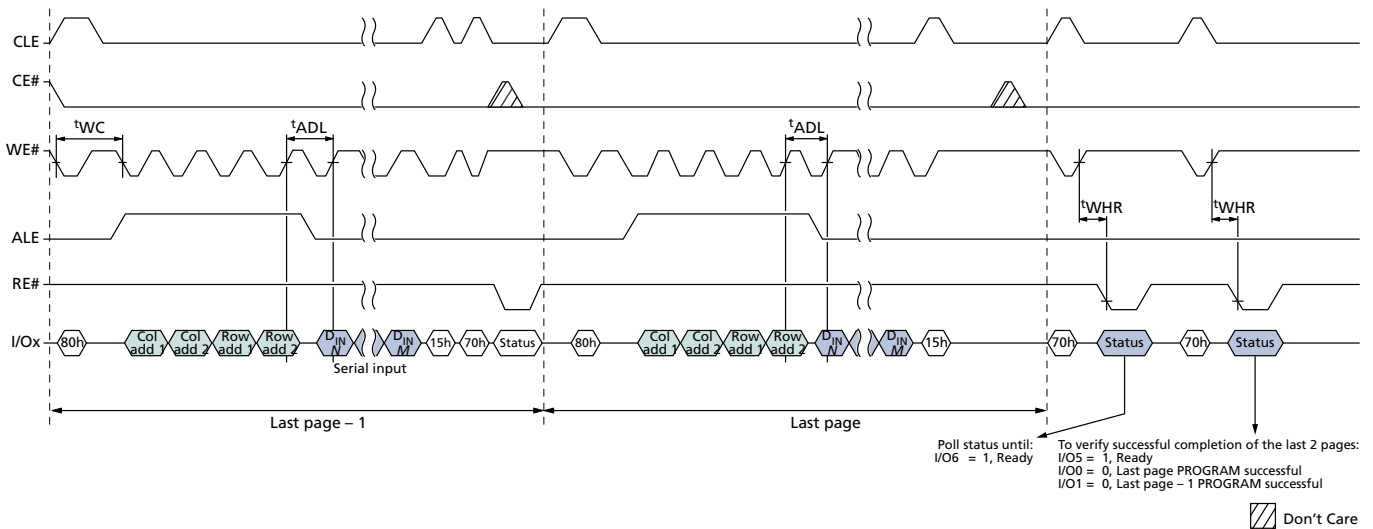 CLE
CE#
tWC
tADL
tADL
WE#
tWHR
tWHR
ALE
RE#
I/Ox
80h
Col add 1
Col add 2
Row add 1
Row add 2
DIN N
DIN M
15h
70h
Status
80h
Col add 1
Col add 2
Row add 1
Row add 2
DIN N
DIN M
15h
70h
Status
70h
Status
Serial input
Last page – 1
Last page
Poll status until:
I/O6 = 1, Ready
To verify successful completion of the last 2 pages:
I/O5 = 1, Ready
I/O0 = 0, Last page PROGRAM successful
I/O1 = 0, Last page – 1 PROGRAM successful
Don't Care